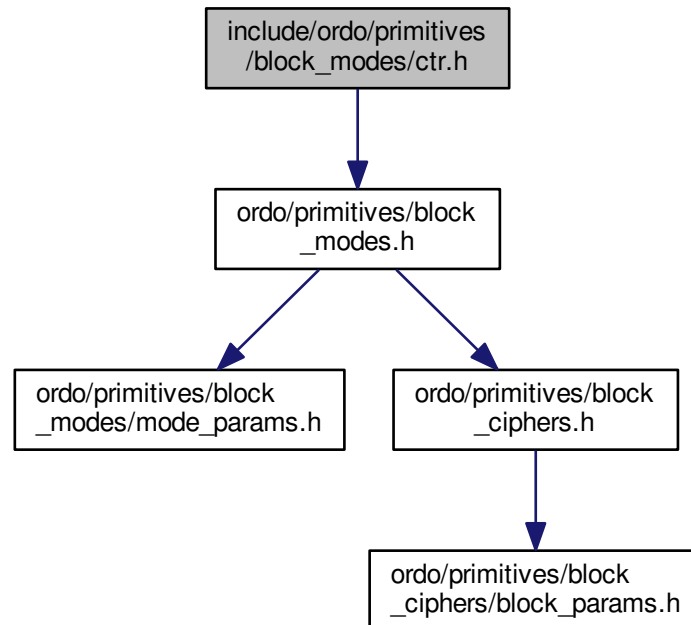 include/ordo/primitives
/block_modes/ctr.h
ordo/primitives/block
_modes.h
ordo/primitives/block
_modes/mode_params.h
ordo/primitives/block
_ciphers.h
ordo/primitives/block
_ciphers/block_params.h